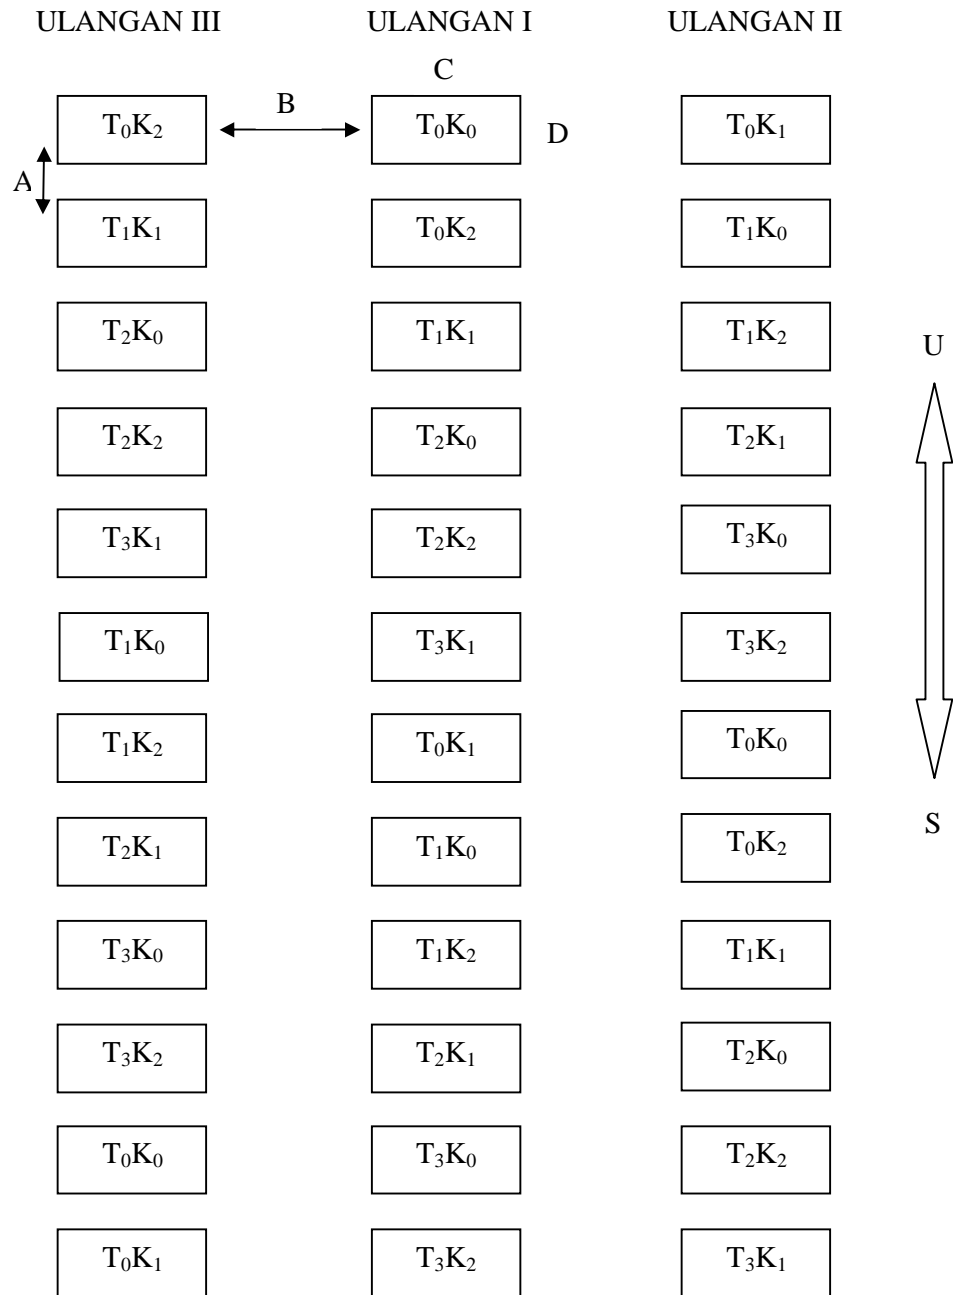 ULANGAN III ULANGAN I ULANGAN II
C
B
T₀K₂ T₀K₀ D T₀K₁
A
T₁K₁ T₀K₂ T₁K₀
T₂K₀ T₁K₁ T₁K₂
U
T₂K₂ T₂K₀ T₂K₁
T₃K₁ T₂K₂ T₃K₀
T₁K₀ T₃K₁ T₃K₂
T₁K₂ T₀K₁ T₀K₀
S
T₂K₁ T₁K₀ T₀K₂
T₃K₀ T₁K₂ T₁K₁
T₃K₂ T₂K₁ T₂K₀
T₀K₀ T₃K₀ T₂K₂
T₀K₁ T₃K₂ T₃K₁